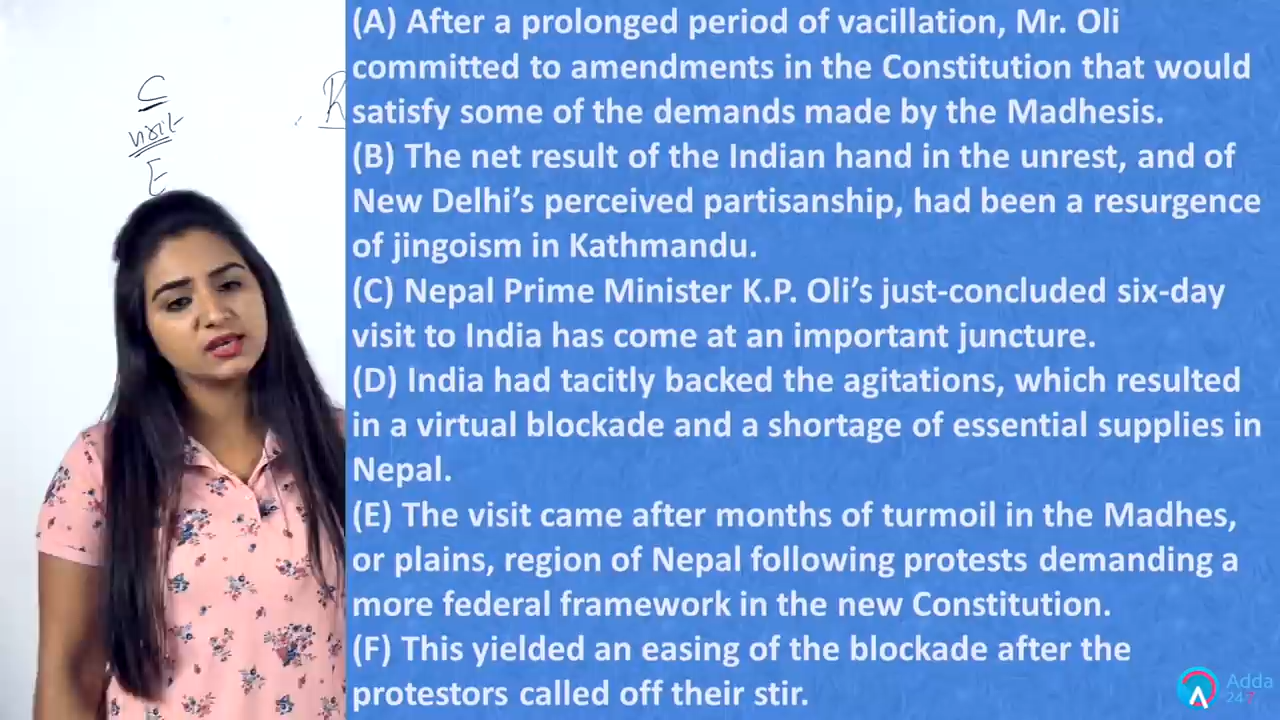 C
visit
E
R
(A) After a prolonged period of vacillation, Mr. Oli
committed to amendments in the Constitution that would
satisfy some of the demands made by the Madhesis.
(B) The net result of the Indian hand in the unrest, and of
New Delhi’s perceived partisanship, had been a resurgence
of jingoism in Kathmandu.
(C) Nepal Prime Minister K.P. Oli’s just-concluded six-day
visit to India has come at an important juncture.
(D) India had tacitly backed the agitations, which resulted
in a virtual blockade and a shortage of essential supplies in
Nepal.
(E) The visit came after months of turmoil in the Madhes,
or plains, region of Nepal following protests demanding a
more federal framework in the new Constitution.
(F) This yielded an easing of the blockade after the
protestors called off their stir.
Adda
247